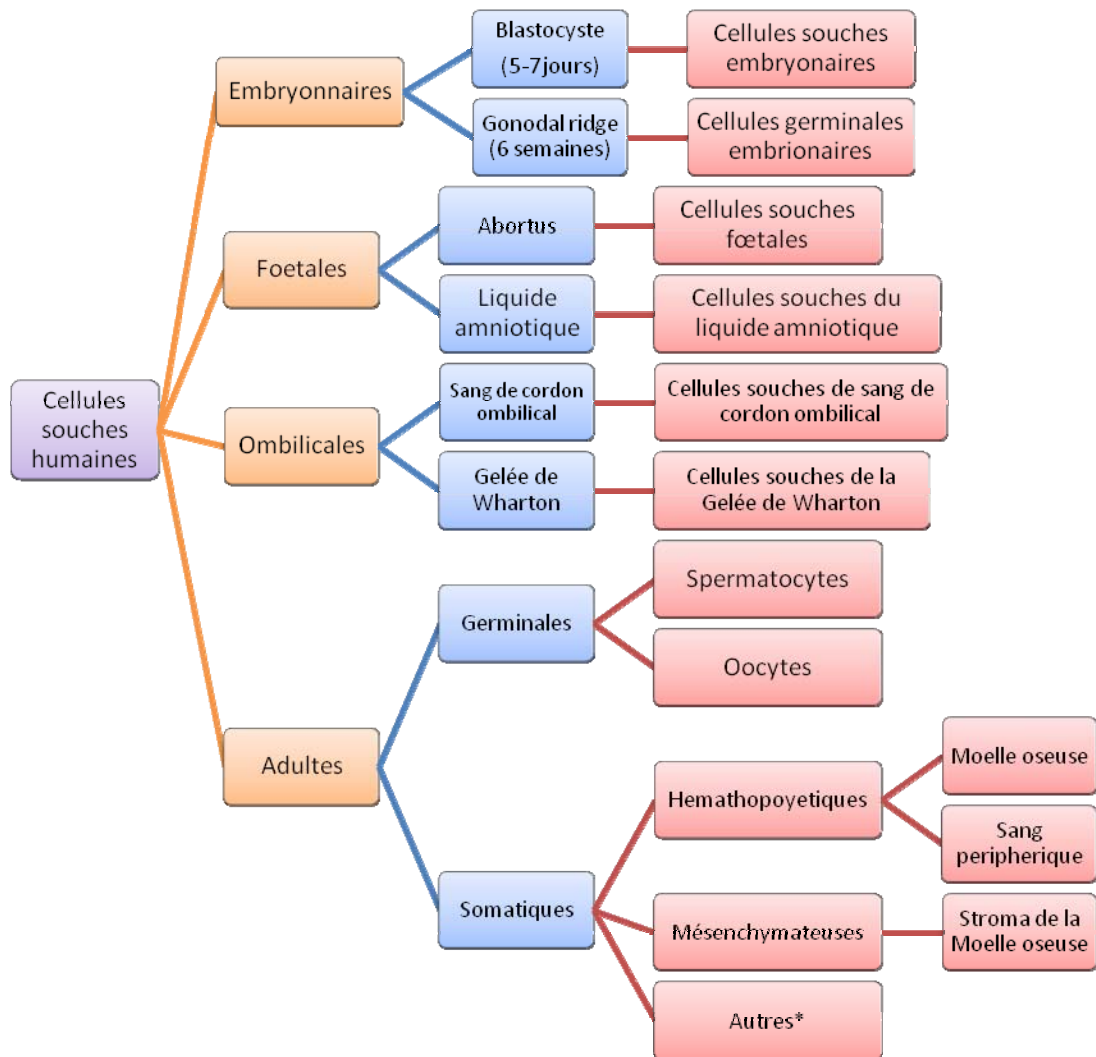 Cellules
souches
humaines
Embryonnaires
Blastocyste
(5-7jours)
Cellules souches
embryonaires
Gonodal ridge
(6 semaines)
Cellules germinales
embrionaires
Foetales
Abortus
Cellules souches
fœtales
Liquide
amniotique
Cellules souches du
liquide amniotique
Ombilicales
Sang de cordon
ombilical
Cellules souches de sang de
cordon ombilical
Gelée de
Wharton
Cellules souches de la
Gelée de Wharton
Adultes
Germinales
Spermatocytes
Oocytes
Somatiques
Hemathopoyetiques
Moelle oseuse
Sang
peripherique
Mésenchymateuses
Stroma de la
Moelle oseuse
Autres*